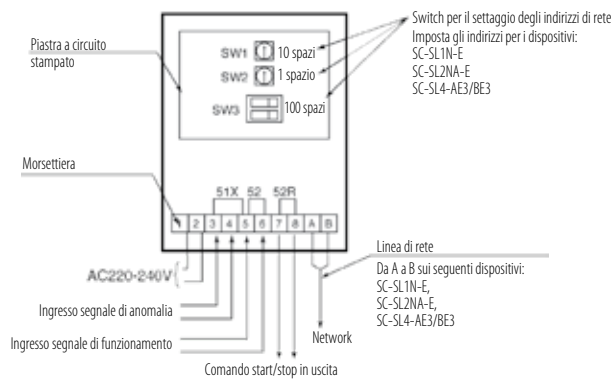 Switch per il settaggio degli indirizzi di rete
Imposta gli indirizzi per i dispositivi:
SC-SL1N-E
SC-SL2NA-E
SC-SL4-AE3/BE3
Piastra a circuito
stampato
SW1 10 spazi
SW2 1 spazio
SW3 100 spazi
Morsettiera
51X 52 52R
1 2 3 4 5 6 7 8 A B
AC220-240V
Linea di rete
Da A a B sui seguenti dispositivi:
SC-SL1N-E,
SC-SL2NA-E,
SC-SL4-AE3/BE3
Ingresso segnale di anomalia
Ingresso segnale di funzionamento
Network
Comando start/stop in uscita